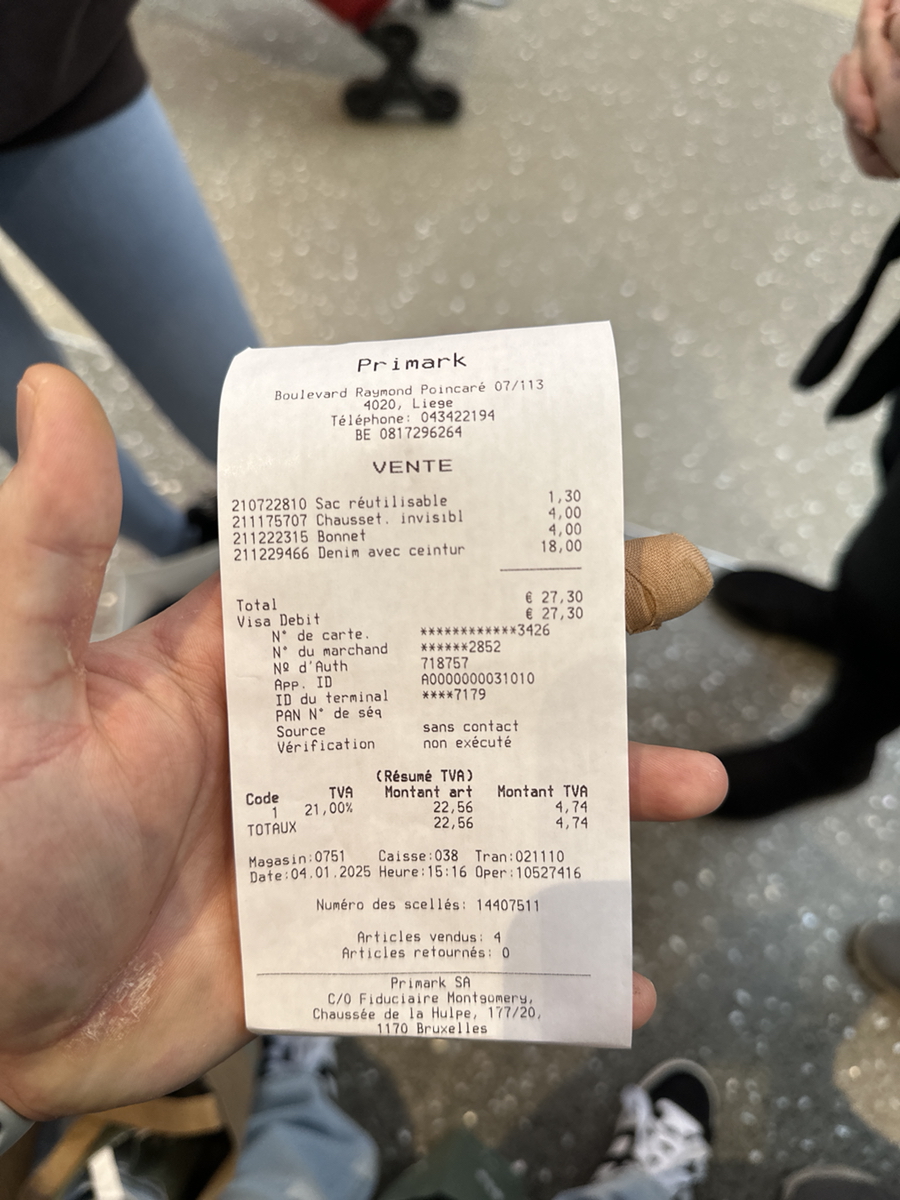 Primark
Boulevard Raymond Poincaré 07/113
4020, Liege
Téléphone: 043422194
BE 0817296264
VENTE
210722810 Sac réutilisable 1,30
211175707 Chausset. invisibl 4,00
211222315 Bonnet 4,00
211229466 Denim avec ceintur 18,00
Total € 27,30
Visa Debit € 27,30
N° de carte. ************3426
N° du marchand ******2852
Nº d'Auth 718757
App. ID A0000000031010
ID du terminal ****7179
PAN N° de séq
Source sans contact
Vérification non exécuté
(Résumé TVA)
Code TVA Montant art Montant TVA
1 21,00% 22,56 4,74
TOTAUX 22,56 4,74
Magasin:0751 Caisse:038 Tran:021110
Date:04.01.2025 Heure:15:16 Oper:10527416
Numéro des scellés: 14407511
Articles vendus: 4
Articles retournés: 0
Primark SA
C/O Fiduciaire Montgomery,
Chaussée de la Hulpe, 177/20,
1170 Bruxelles